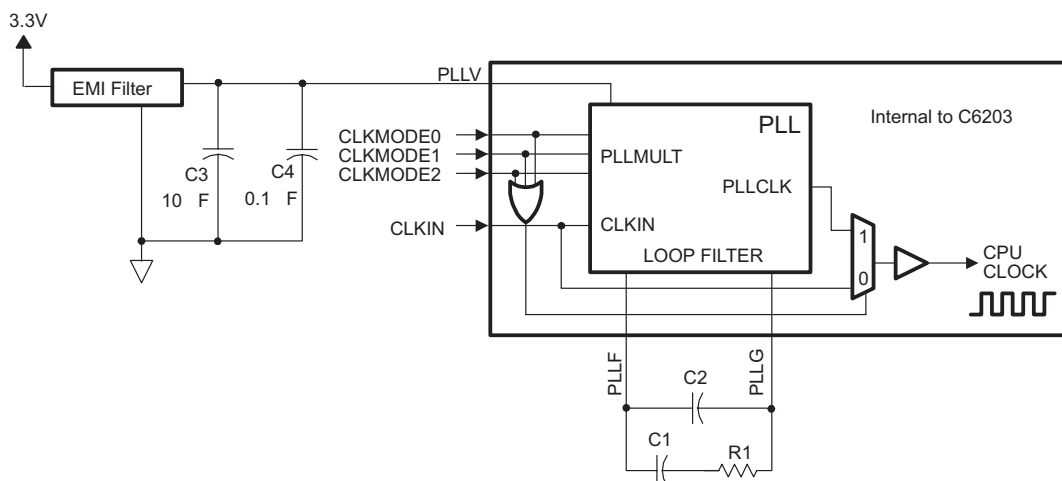 3.3V
EMI Filter
PLLV
C3
10 F
C4
0.1 F
CLKMODE0
CLKMODE1
CLKMODE2
CLKIN
PLL
PLLMULT
PLLCLK
CLKIN
LOOP FILTER
Internal to C6203
1
0
CPU
CLOCK
PLLF
PLLG
C2
C1
R1